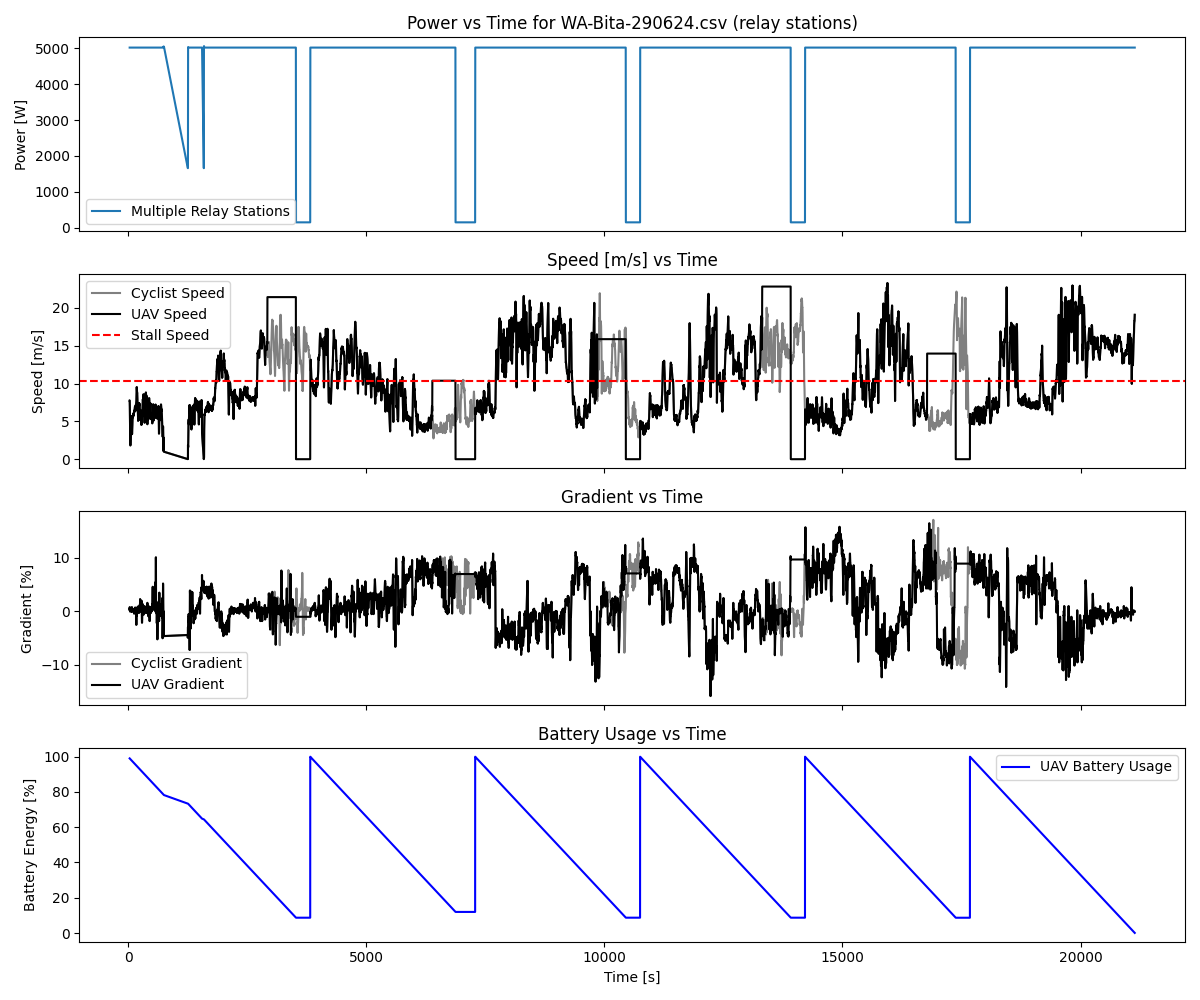 Power vs Time for WA-Bita-290624.csv (relay stations)
Power [W]
5000
4000
3000
2000
1000
0
Multiple Relay Stations
Speed [m/s] vs Time
Speed [m/s]
20
15
10
5
0
Cyclist Speed
UAV Speed
Stall Speed
Gradient vs Time
Gradient [%]
10
0
−10
Cyclist Gradient
UAV Gradient
Battery Usage vs Time
Battery Energy [%]
100
80
60
40
20
0
UAV Battery Usage
0 5000 10000 15000 20000
Time [s]